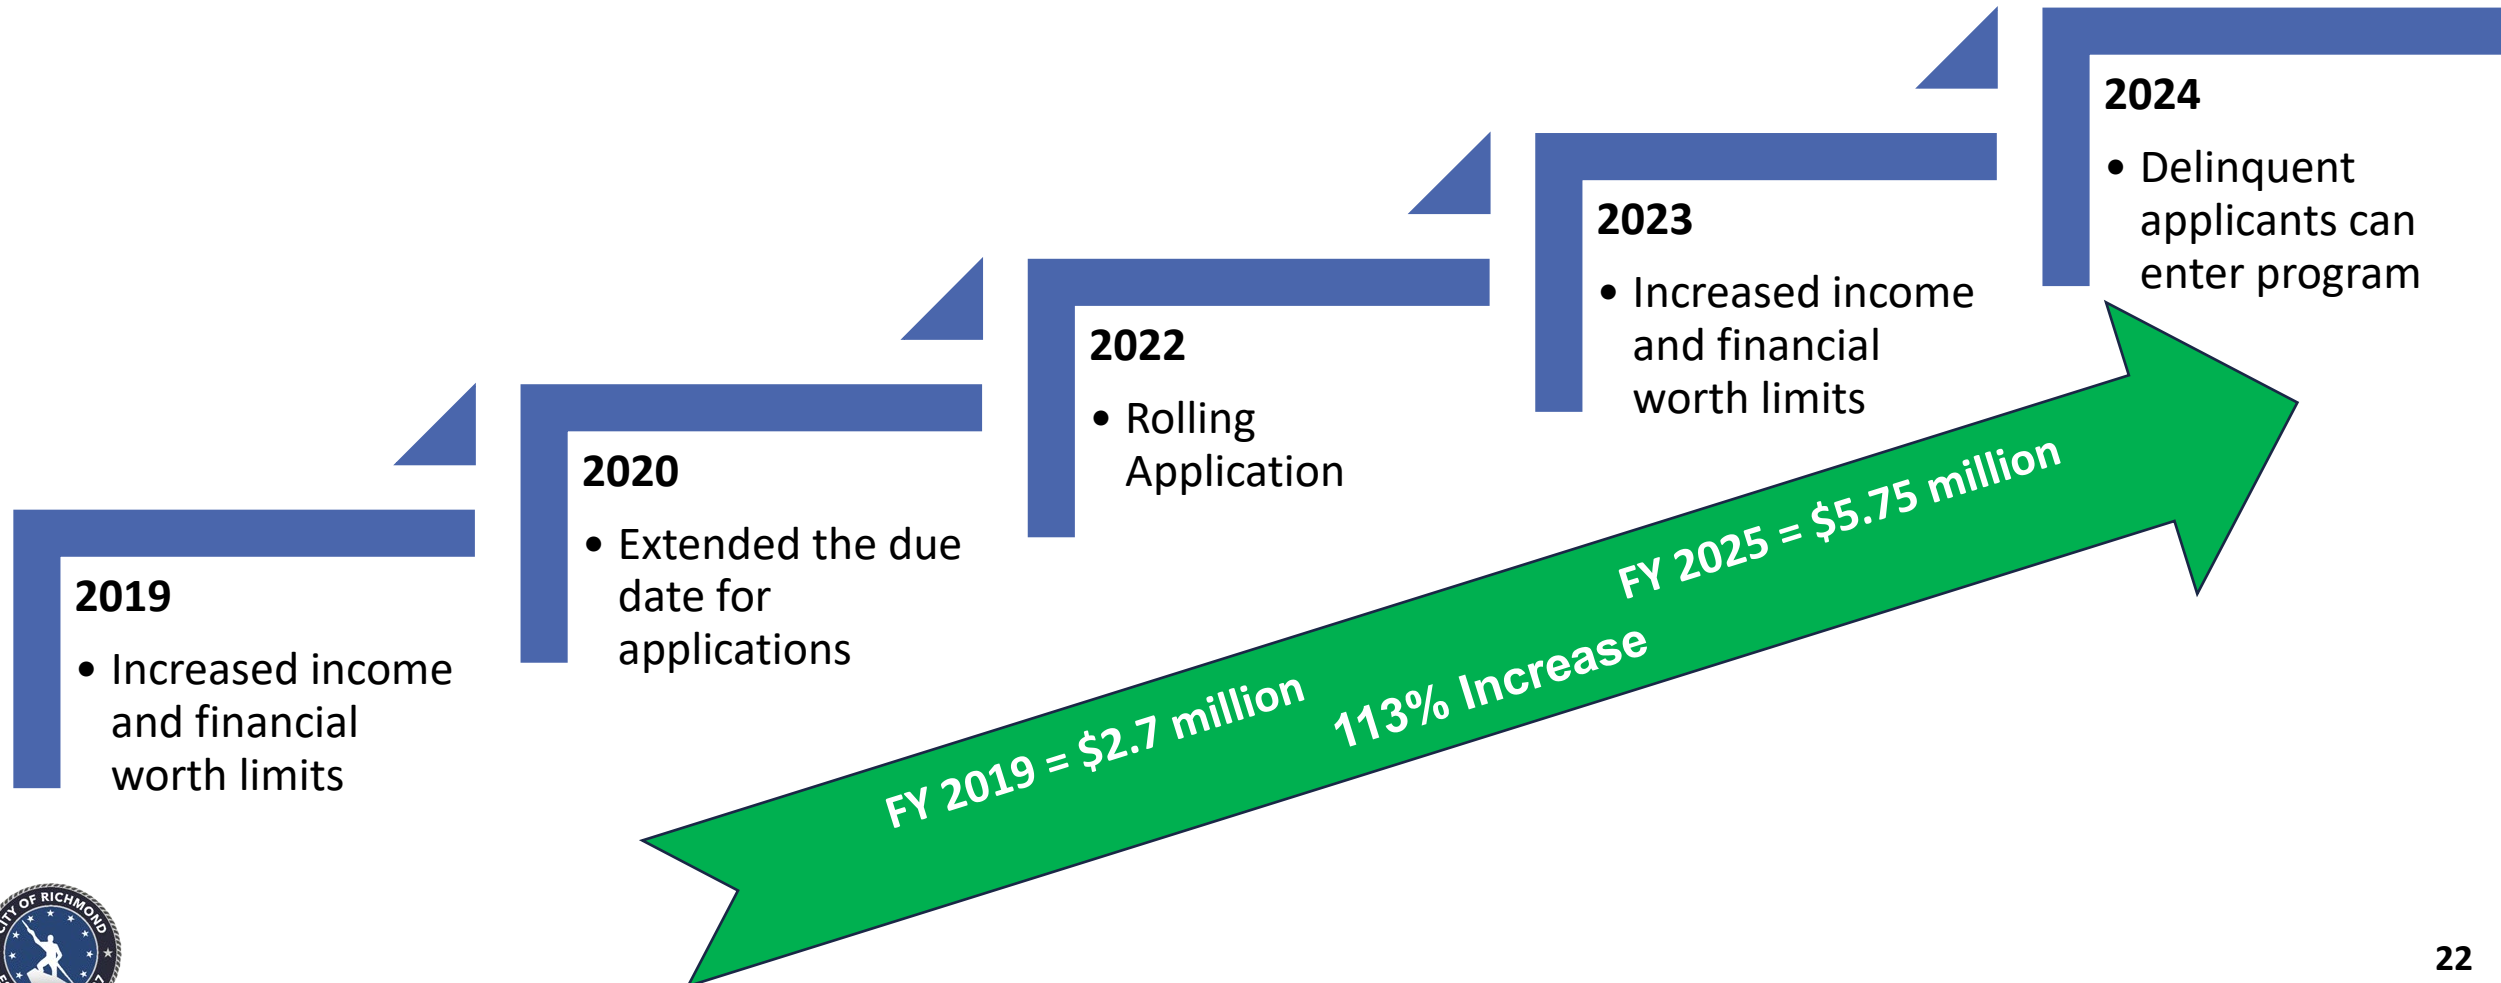 2019
• Increased income
and financial
worth limits
2020
• Extended the due
date for
applications
2022
• Rolling
Application
2023
• Increased income
and financial
worth limits
2024
• Delinquent
applicants can
enter program
FY 2019 = $2.7 million
113% Increase
FY 2025 = $5.75 million
OF RICHMOND
22